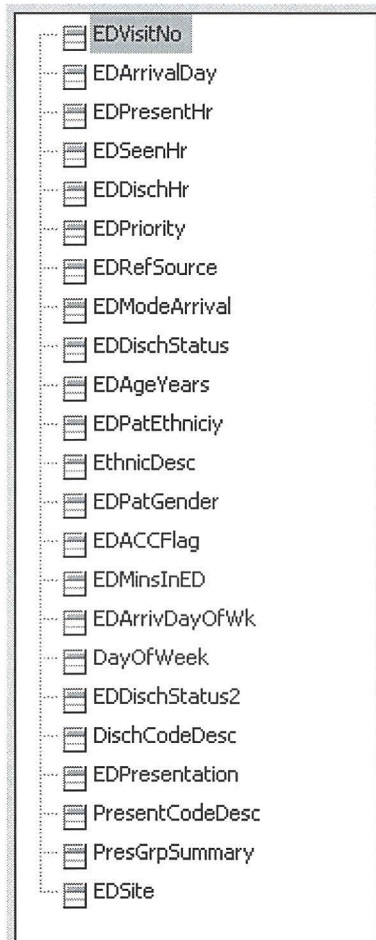 EDVisitNo
EDArrivalDay
EDPresentHr
EDSeenHr
EDDischHr
EDPriority
EDRefSource
EDModeArrival
EDDischStatus
EDAgeYears
EDPatEthniciy
EthnicDesc
EDPatGender
EDACCFlag
EDMinsInED
EDArrivDayOfWk
DayOfWeek
EDDischStatus2
DischCodeDesc
EDPresentation
PresentCodeDesc
PresGrpSummary
EDSite